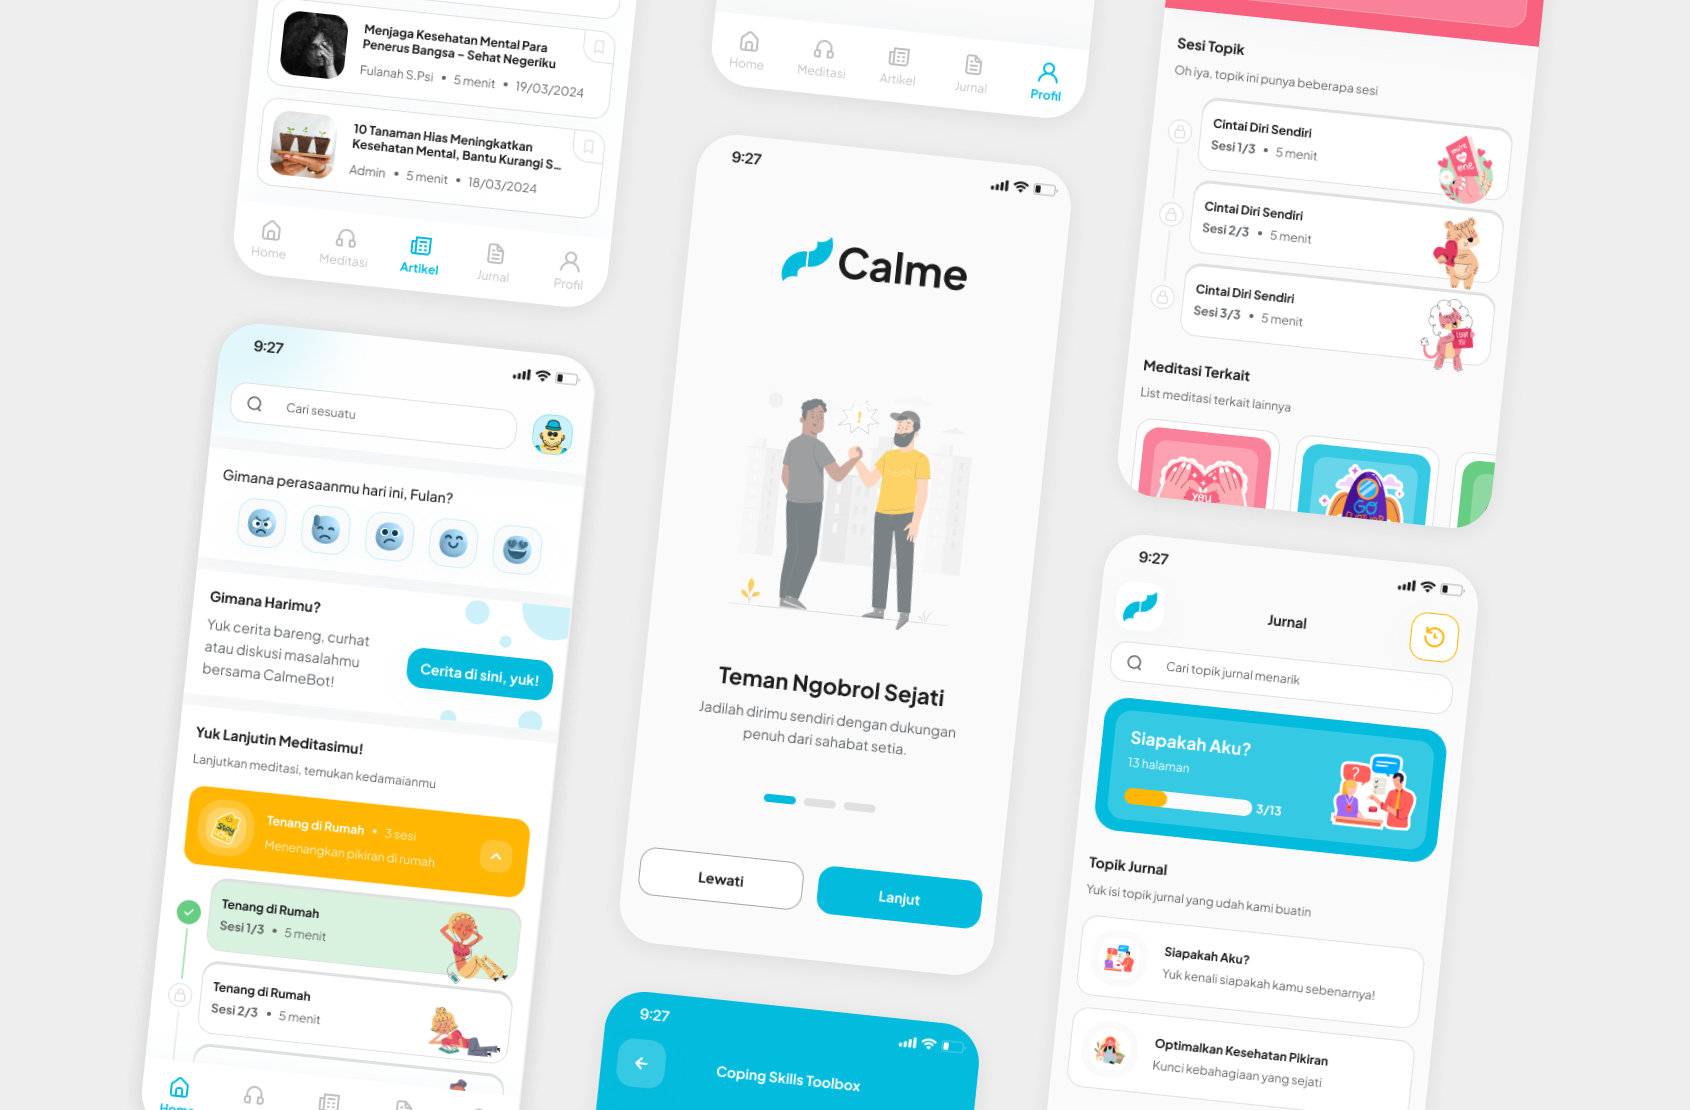 Menjaga Kesehatan Mental Para
Penerus Bangsa – Sehat Negeriku
Fulanah S.Psi • 5 menit • 19/03/2024
10 Tanaman Hias Meningkatkan
Kesehatan Mental, Bantu Kurangi S...
Admin • 5 menit • 18/03/2024
Home
Meditasi
Artikel
Jurnal
Profil
9:27
Cari sesuatu
Gimana perasaanmu hari ini, Fulan?
Gimana Harimu?
Yuk cerita bareng, curhat
atau diskusi masalahmu
bersama CalmeBot!
Cerita di sini, yuk!
Yuk Lanjutin Meditasimu!
Lanjutkan meditasi, temukan kedamaianmu
Stay
Tenang di Rumah • 3 sesi
Menenangkan pikiran di rumah
Tenang di Rumah
Sesi 1/3 • 5 menit
Tenang di Rumah
Sesi 2/3 • 5 menit
Home
Home
Meditasi
Artikel
Jurnal
Profil
9:27
Calme
!
Teman Ngobrol Sejati
Jadilah dirimu sendiri dengan dukungan
penuh dari sahabat setia.
Lewati
Lanjut
9:27
Coping Skills Toolbox
Sesi Topik
Oh iya, topik ini punya beberapa sesi
Cintai Diri Sendiri
Sesi 1/3 • 5 menit
Cintai Diri Sendiri
Sesi 2/3 • 5 menit
Cintai Diri Sendiri
Sesi 3/3 • 5 menit
THANK
YOU
Meditasi Terkait
List meditasi terkait lainnya
you
GO
9:27
Jurnal
Cari topik jurnal menarik
Siapakah Aku?
13 halaman
3/13
?
Topik Jurnal
Yuk isi topik jurnal yang udah kami buatin
Siapakah Aku?
Yuk kenali siapakah kamu sebenarnya!
Optimalkan Kesehatan Pikiran
Kunci kebahagiaan yang sejati